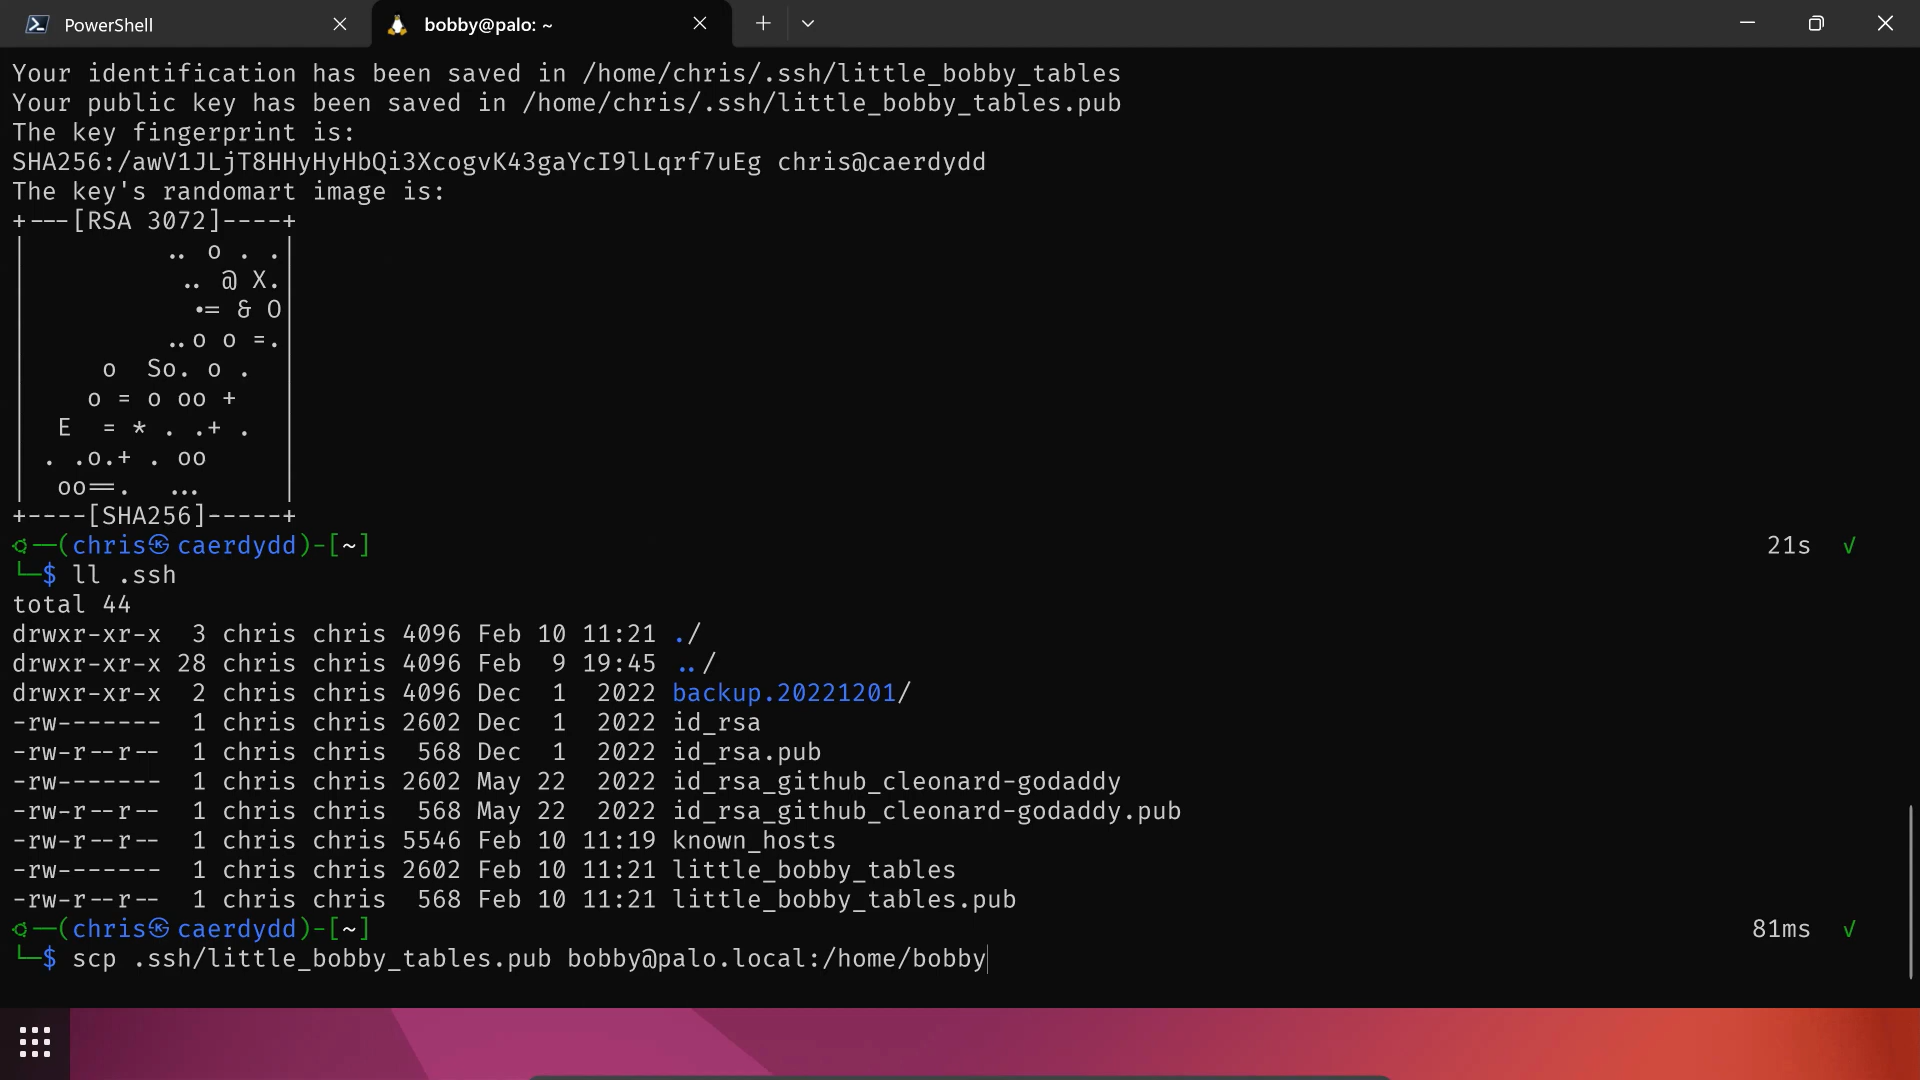 PowerShell
bobby@palo: ~
Your identification has been saved in /home/chris/.ssh/little_bobby_tables
Your public key has been saved in /home/chris/.ssh/little_bobby_tables.pub
The key fingerprint is:
SHA256:/awV1JLjT8HHyHyHbQi3XcogvK43gaYcI9lLqrf7uEg chris@caerdydd
The key's randomart image is:
+---[RSA 3072]----+
|          .. o . .|
|           .. @ X.|
|            .= & O|
|          ..o o =.|
|     o  So. o .   |
|    o = o oo +    |
|  E  = * . .+ .   |
| . .o.+ . oo      |
|  oo==.   ...     |
+----[SHA256]-----+
(chris㉿caerdydd)-[~] 21s √
└─$ ll .ssh
total 44
drwxr-xr-x  3 chris chris 4096 Feb 10 11:21 ./
drwxr-xr-x 28 chris chris 4096 Feb  9 19:45 ../
drwxr-xr-x  2 chris chris 4096 Dec  1  2022 backup.20221201/
-rw-------  1 chris chris 2602 Dec  1  2022 id_rsa
-rw-r--r--  1 chris chris  568 Dec  1  2022 id_rsa.pub
-rw-------  1 chris chris 2602 May 22  2022 id_rsa_github_cleonard-godaddy
-rw-r--r--  1 chris chris  568 May 22  2022 id_rsa_github_cleonard-godaddy.pub
-rw-r--r--  1 chris chris 5546 Feb 10 11:19 known_hosts
-rw-------  1 chris chris 2602 Feb 10 11:21 little_bobby_tables
-rw-r--r--  1 chris chris  568 Feb 10 11:21 little_bobby_tables.pub
(chris㉿caerdydd)-[~] 81ms √
└─$ scp .ssh/little_bobby_tables.pub bobby@palo.local:/home/bobby